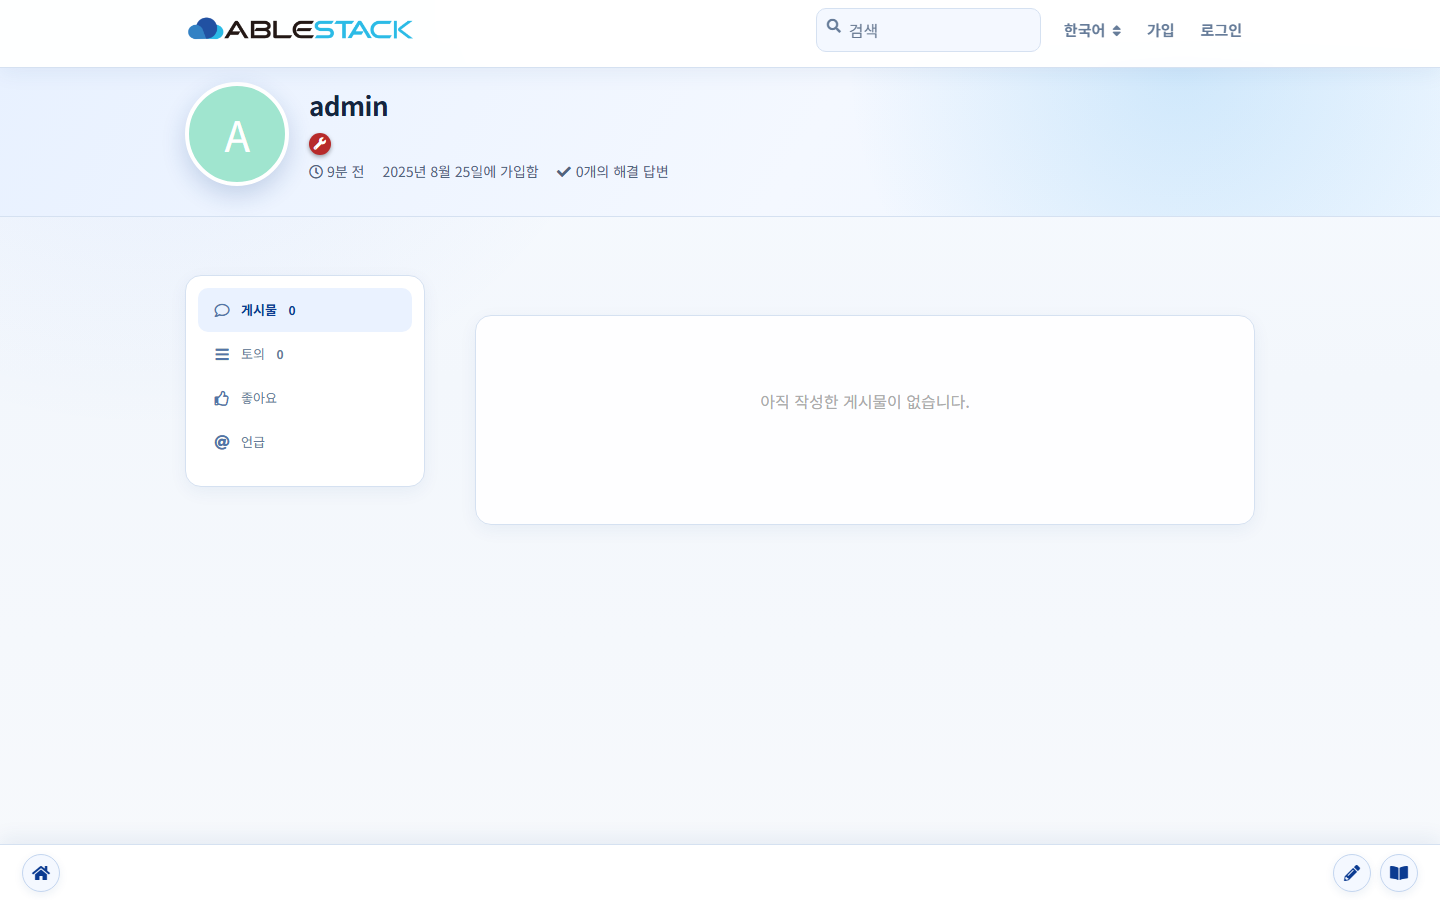 ABLESTACK
검색
한국어
가입
로그인
A
admin
9분 전 2025년 8월 25일에 가입함 0개의 해결 답변
게시물 0
토의 0
좋아요
언급
아직 작성한 게시물이 없습니다.